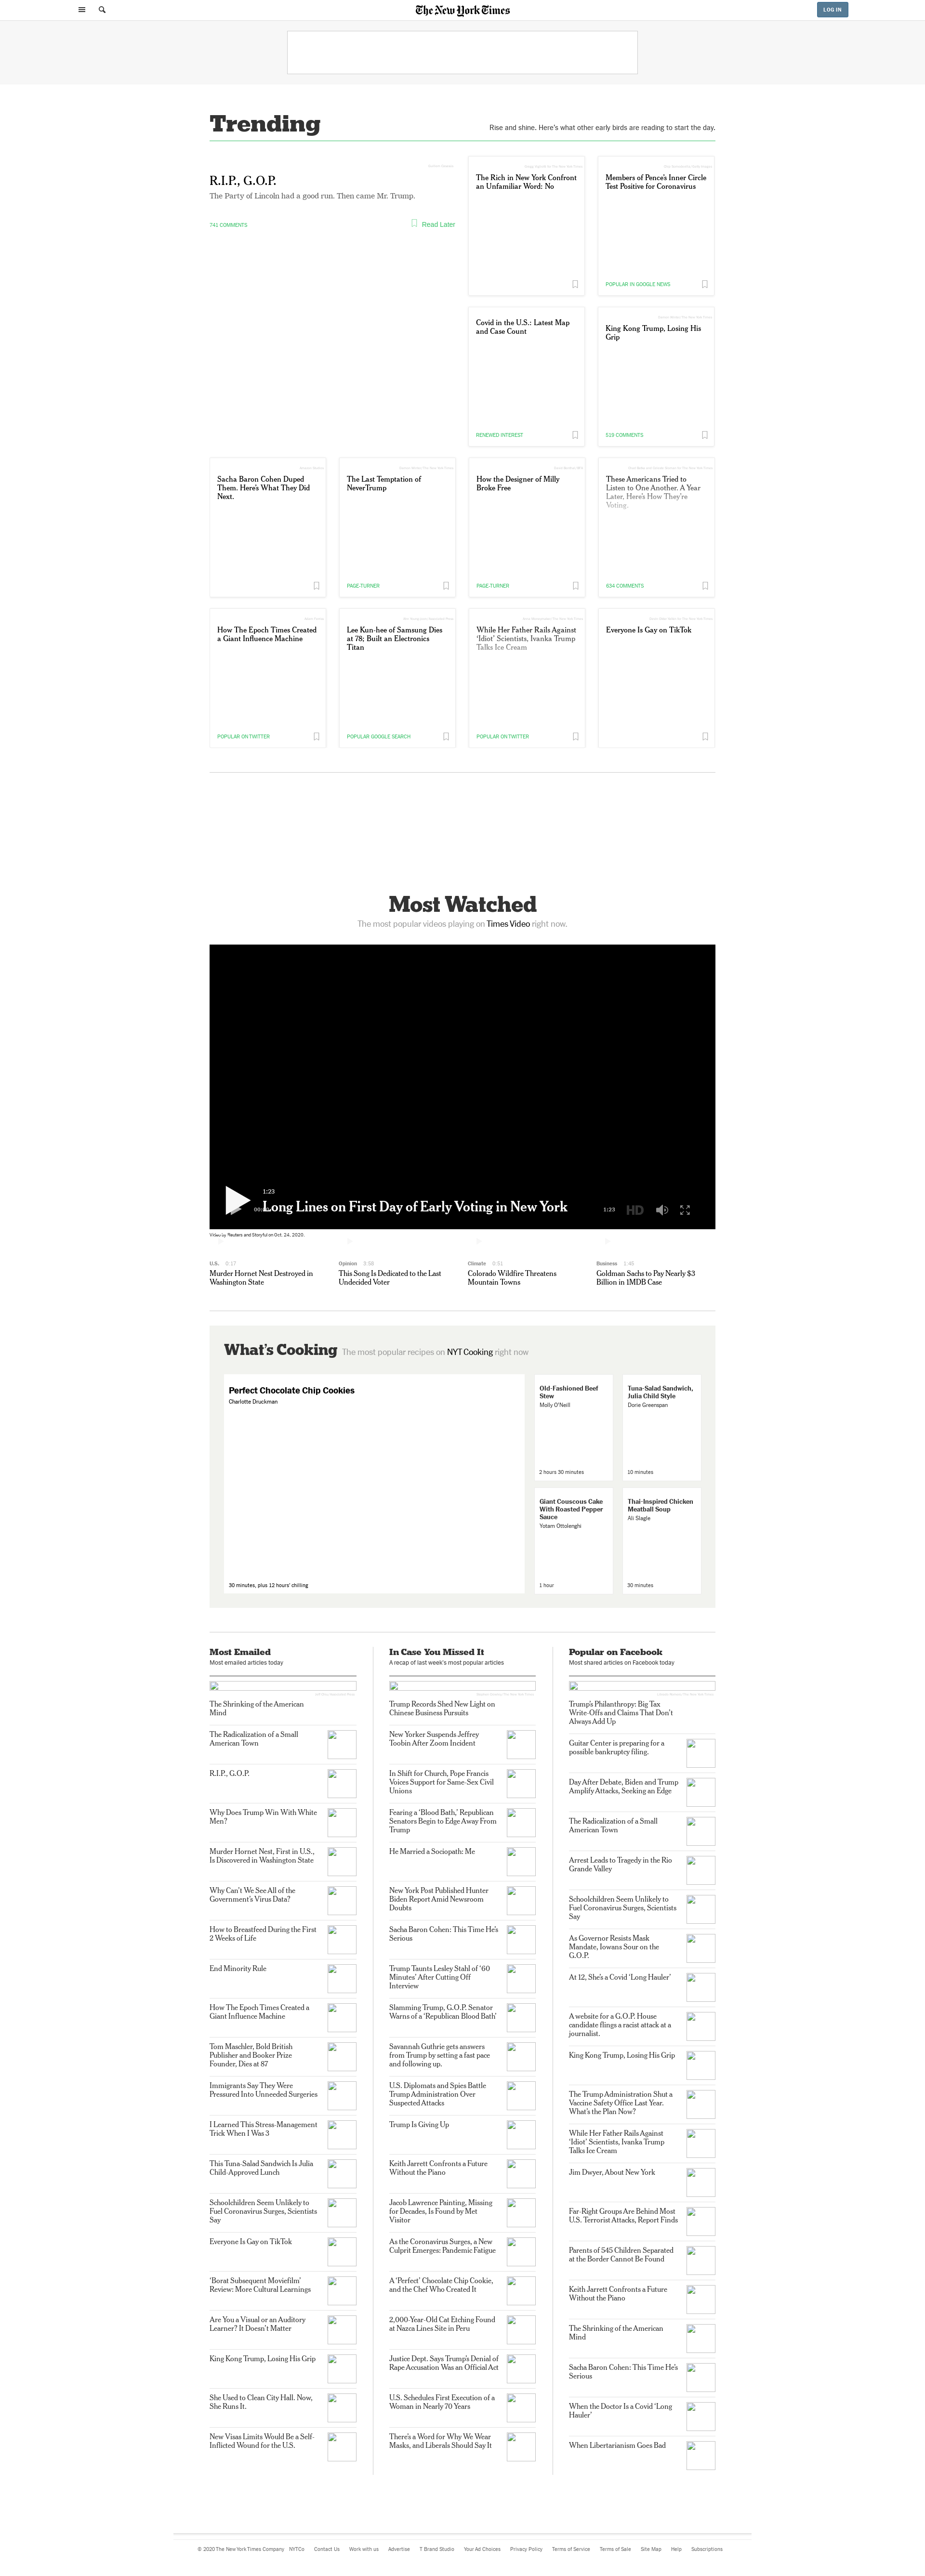 The New York Times
LOG IN
Trending
Rise and shine. Here's what other early birds are reading to start the day.
R.I.P., G.O.P.
The Party of Lincoln had a good run. Then came Mr. Trump.
741 COMMENTS
Read Later
The Rich in New York Confront
an Unfamiliar Word: No
Members of Pence's Inner Circle
Test Positive for Coronavirus
POPULAR IN GOOGLE NEWS
Covid in the U.S.: Latest Map
and Case Count
RENEWED INTEREST
King Kong Trump, Losing His
Grip
519 COMMENTS
Sacha Baron Cohen Duped
Them. Here's What They Did
Next.
The Last Temptation of
NeverTrump
PAGE-TURNER
How the Designer of Milly
Broke Free
PAGE-TURNER
These Americans Tried to
Listen to One Another. A Year
Later, Here's How They're
Voting.
934 COMMENTS
How The Epoch Times Created
a Giant Influence Machine
POPULAR ON TWITTER
Lee Kun-hee of Samsung Dies
at 78; Built an Electronics
Titan
POPULAR GOOGLE SEARCH
While Her Father Rails Against
'Idiot' Scientists, Ivanka Trump
Talks Ice Cream
POPULAR ON TWITTER
Everyone Is Gay on TikTok
Most Watched
The most popular videos playing on Times Video right now.
1:23
Long Lines on First Day of Early Voting in New York
1:23 HD
Video by Reuters and Storyful on Oct. 24, 2020.
U.S. 0:17
Murder Hornet Nest Destroyed in
Washington State
Opinion
This Song Is Dedicated to the Last
Undecided Voter
Climate 0:51
Colorado Wildfire Threatens
Mountain Towns
Business 1:45
Goldman Sachs to Pay Nearly $3
Billion in 1MDB Case
What's Cooking The most popular recipes on NYT Cooking right now
Perfect Chocolate Chip Cookies
Charlotte Druckman
30 minutes, plus 12 hours' chilling
Old-Fashioned Beef
Stew
Molly O'Neill
2 hours 30 minutes
Tuna-Salad Sandwich,
Julia Child Style
Dorie Greenspan
10 minutes
Giant Couscous Cake
With Roasted Pepper
Sauce
Yotam Ottolenghi
1 hour
Thai-Inspired Chicken
Meatball Soup
Ali Slagle
30 minutes
Most Emailed
Most emailed articles today
The Shrinking of the American
Mind
The Radicalization of a Small
American Town
R.I.P., G.O.P.
Why Does Trump Win With White
Men?
Murder Hornet Nest, First in U.S.,
Is Discovered in Washington State
Why Can't We See All of the
Government's Virus Data?
How to Breastfeed During the First
2 Weeks of Life
End Minority Rule
How The Epoch Times Created a
Giant Influence Machine
Tom Maschler, Bold British
Publisher and Booker Prize
Founder, Dies at 87
Immigrants Say They Were
Pressured Into Unneeded Surgeries
I Learned This Stress-Management
Trick When I Was 3
This Tuna-Salad Sandwich Is Julia
Child-Approved Lunch
Schoolchildren Seem Unlikely to
Fuel Coronavirus Surges, Scientists
Say
Everyone Is Gay on TikTok
'Borat Subsequent Moviefilm'
Review: More Cultural Learnings
Are You a Visual or an Auditory
Learner? It Doesn't Matter
King Kong Trump, Losing His Grip
She Used to Clean City Hall. Now,
She Runs It.
New Visas Limits Would Be a Self-
Inflicted Wound for the U.S.
In Case You Missed It
A recap of last week's most popular articles
Trump Records Shed New Light on
Chinese Business Pursuits
New Yorker Suspends Jeffrey
Toobin After Zoom Incident
In Shift for Church, Pope Francis
Voices Support for Same-Sex Civil
Unions
Fearing a 'Blood Bath,' Republican
Senators Begin to Edge Away From
Trump
He Married a Sociopath: Me
New York Post Published Hunter
Biden Report Amid Newsroom
Doubts
Sacha Baron Cohen: This Time He's
Serious
Trump Taunts Lesley Stahl of '60
Minutes' After Cutting Off
Interview
Slamming Trump, G.O.P. Senator
Warns of a 'Republican Blood Bath'
Savannah Guthrie gets answers
from Trump by setting a fast pace
and following up.
U.S. Diplomats and Spies Battle
Trump Administration Over
Suspected Attacks
Trump Is Giving Up
Keith Jarrett Confronts a Future
Without the Piano
Jacob Lawrence Painting, Missing
for Decades, Is Found by Met
Visitor
As the Coronavirus Surges, a New
Culprit Emerges: Pandemic Fatigue
A 'Perfect' Chocolate Chip Cookie,
and the Chef Who Created It
2,000-Year-Old Cat Etching Found
at Nazca Lines Site in Peru
Justice Dept. Says Trump's Denial of
Rape Accusation Was an Official Act
U.S. Schedules First Execution of a
Woman in Nearly 70 Years
There's a Word for Why We Wear
Masks, and Liberals Should Say It
Popular on Facebook
Most shared articles on Facebook today
Trump's Philanthropy: Big Tax
Write-Offs and Claims That Don't
Always Add Up
Guitar Center is preparing for a
possible bankruptcy filing.
Day After Debate, Biden and Trump
Amplify Attacks, Seeking an Edge
The Radicalization of a Small
American Town
Arrest Leads to Tragedy in the Rio
Grande Valley
Schoolchildren Seem Unlikely to
Fuel Coronavirus Surges, Scientists
Say
As Governor Resists Mask
Mandate, Iowans Sour on the
G.O.P.
At 12, She's a Covid 'Long Hauler'
A website for a G.O.P. House
candidate flings a racist attack at a
journalist.
King Kong Trump, Losing His Grip
The Trump Administration Shut a
Vaccine Safety Office Last Year.
What's the Plan Now?
While Her Father Rails Against
'Idiot' Scientists, Ivanka Trump
Talks Ice Cream
Jim Dwyer, About New York
Far-Right Groups Are Behind Most
U.S. Terrorist Attacks, Report Finds
Parents of 545 Children Separated
at the Border Cannot Be Found
Keith Jarrett Confronts a Future
Without the Piano
The Shrinking of the American
Mind
Sacha Baron Cohen: This Time He's
Serious
When the Doctor Is a Covid 'Long
Hauler'
When Libertarianism Goes Bad
© 2020 The New York Times Company NYTCo Contact Us Work with us Advertise T Brand Studio Your Ad Choices Privacy Policy Terms of Service Terms of Sale Site Map Help Subscriptions